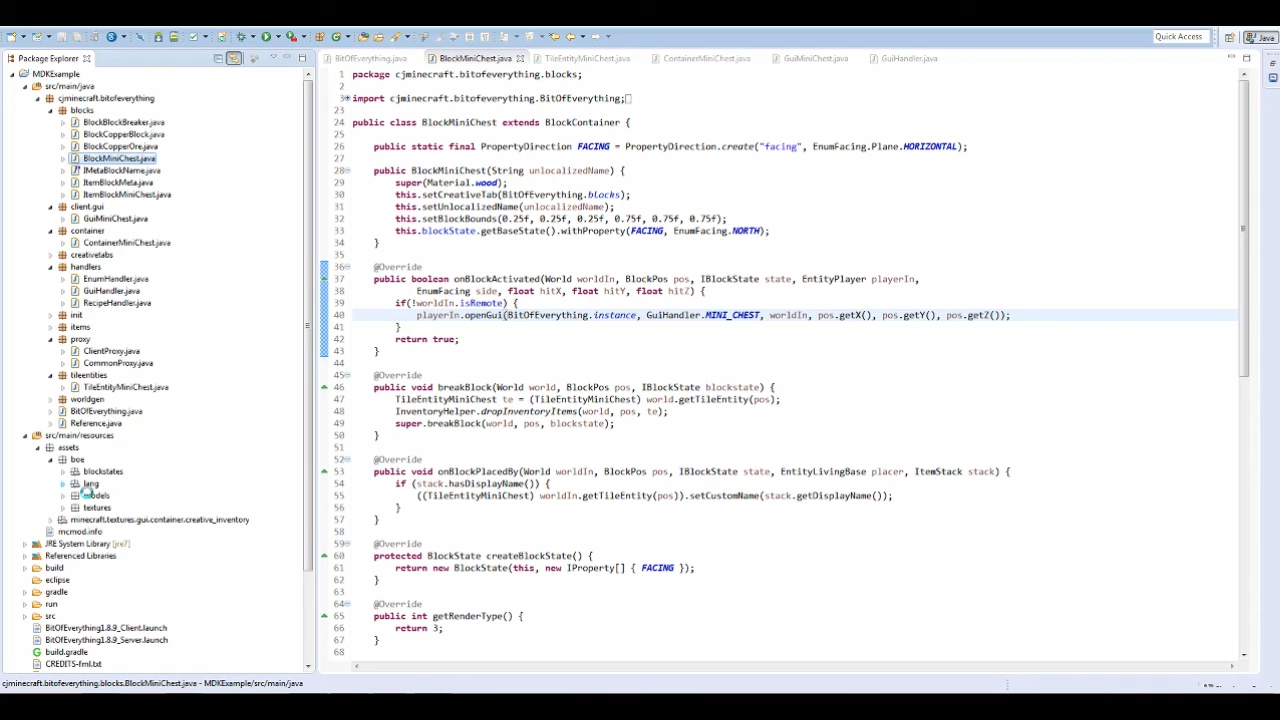 Quick Access
Java
Package Explorer
BitOfEverything.java
BlockMiniChest.java
TileEntityMiniChest.java
ContainerMiniChest.java
GuiMiniChest.java
GuiHandler.java
MDKExample
src/main/java
cjminecraft.bitofeverything
blocks
BlockBlockBreaker.java
BlockCopperBlock.java
BlockCopperOre.java
BlockMiniChest.java
IMetaBlockName.java
ItemBlockMeta.java
ItemBlockMiniChest.java
client.gui
GuiMiniChest.java
container
ContainerMiniChest.java
creativetabs
handlers
EnumHandler.java
GuiHandler.java
RecipeHandler.java
init
items
proxy
ClientProxy.java
CommonProxy.java
tileentities
TileEntityMiniChest.java
worldgen
BitOfEverything.java
Reference.java
src/main/resources
assets
boe
blockstates
lang
models
textures
minecraft.textures.gui.container.creative_inventory
mcmod.info
JRE System Library [jre7]
Referenced Libraries
build
eclipse
gradle
run
src
BitOfEverything1.8.9_Client.launch
BitOfEverything1.8.9_Server.launch
build.gradle
CREDITS-fml.txt
1 package cjminecraft.bitofeverything.blocks;
2
3 import cjminecraft.bitofeverything.BitOfEverything;
23
24 public class BlockMiniChest extends BlockContainer {
25
26 public static final PropertyDirection FACING = PropertyDirection.create("facing", EnumFacing.Plane.HORIZONTAL);
27
28 public BlockMiniChest(String unlocalizedName) {
29 super(Material.wood);
30 this.setCreativeTab(BitOfEverything.blocks);
31 this.setUnlocalizedName(unlocalizedName);
32 this.setBlockBounds(0.25f, 0.25f, 0.25f, 0.75f, 0.75f, 0.75f);
33 this.blockState.getBaseState().withProperty(FACING, EnumFacing.NORTH);
34 }
35
36 @Override
37 public boolean onBlockActivated(World worldIn, BlockPos pos, IBlockState state, EntityPlayer playerIn,
38 EnumFacing side, float hitX, float hitY, float hitZ) {
39 if(!worldIn.isRemote) {
40 playerIn.openGui(BitOfEverything.instance, GuiHandler.MINI_CHEST, worldIn, pos.getX(), pos.getY(), pos.getZ());
41 }
42 return true;
43 }
44
45 @Override
46 public void breakBlock(World world, BlockPos pos, IBlockState blockstate) {
47 TileEntityMiniChest te = (TileEntityMiniChest) world.getTileEntity(pos);
48 InventoryHelper.dropInventoryItems(world, pos, te);
49 super.breakBlock(world, pos, blockstate);
50 }
51
52 @Override
53 public void onBlockPlacedBy(World worldIn, BlockPos pos, IBlockState state, EntityLivingBase placer, ItemStack stack) {
54 if (stack.hasDisplayName()) {
55 ((TileEntityMiniChest) worldIn.getTileEntity(pos)).setCustomName(stack.getDisplayName());
56 }
57 }
58
59 @Override
60 protected BlockState createBlockState() {
61 return new BlockState(this, new IProperty[] { FACING });
62 }
63
64 @Override
65 public int getRenderType() {
66 return 3;
67 }
68
cjminecraft.bitofeverything.blocks.BlockMiniChest.java - MDKExample/src/main/java